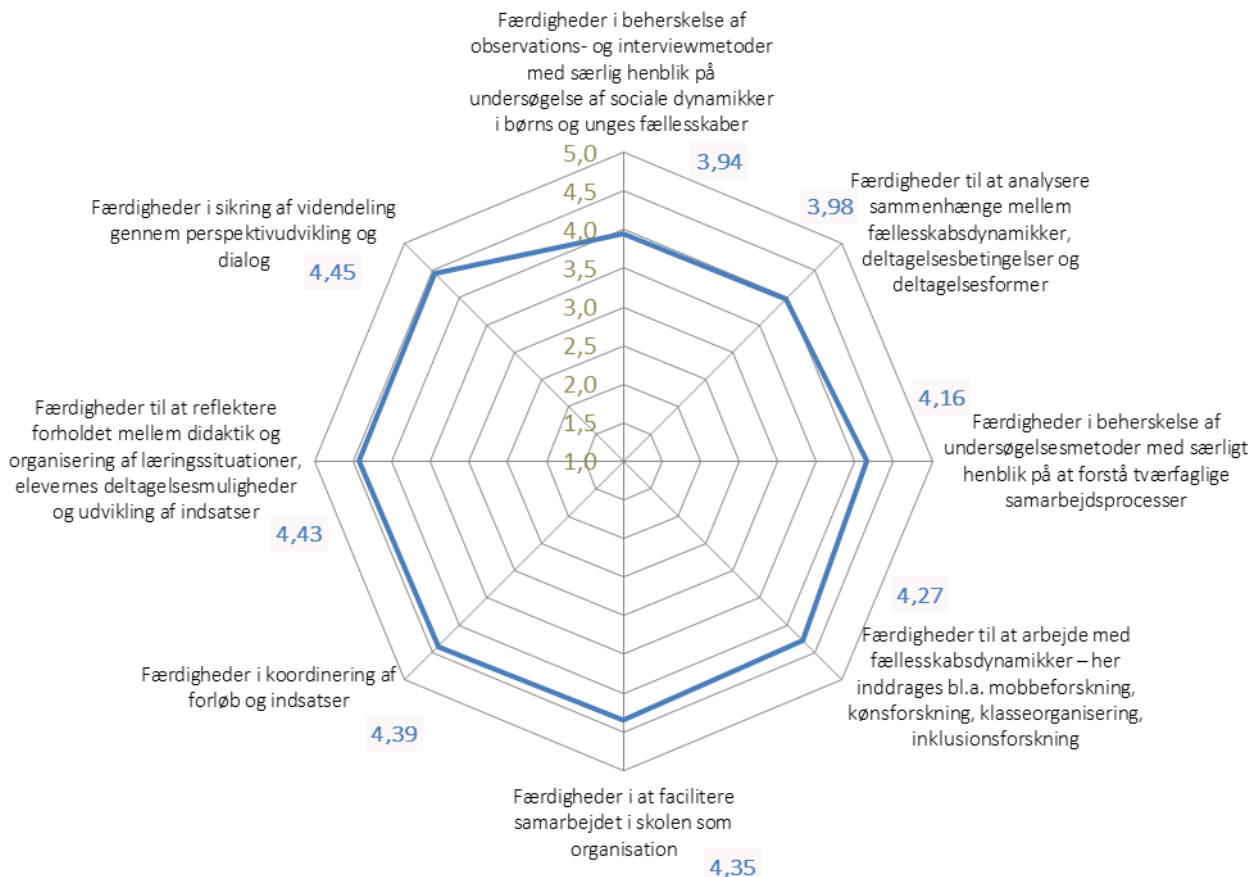 Færdigheder i beherskelse af
observations- og interviewmetoder
med særlig henblik på
undersøgelse af sociale dynamikker
i børns og unges fællesskaber
3,94
Færdigheder til at analysere
sammenhænge mellem
fællesskabsdynamikker,
deltagelsesbetingelser og
deltagelsesformer
3,98
4,16
Færdigheder i beherskelse af
undersøgelsesmetoder med særligt
henblik på at forstå tværfaglige
samarbejdsprocesser
4,27
Færdigheder til at arbejde med
fællesskabsdynamikker – her
inddrages bl.a. mobbeforskning,
kønsforskning, klasseorganisering,
inklusionsforskning
Færdigheder i at facilitere
samarbejdet i skolen som
organisation
4,35
Færdigheder i koordinering af
forløb og indsatser
4,39
Færdigheder til at reflektere
forholdet mellem didaktik og
organisering af læringssituationer,
elevernes deltagelsesmuligheder
og udvikling af indsatser
4,43
Færdigheder i sikring af videndeling
gennem perspektivudvikling og
dialog
4,45
5,0
4,5
4,0
3,5
3,0
2,5
2,0
1,5
1,0